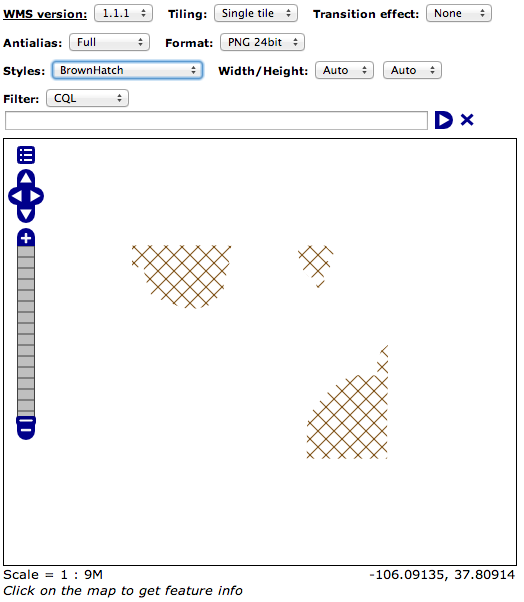 WMS version: 1.1.1 Tiling: Single tile Transition effect: None
Antialias: Full Format: PNG 24bit
Styles: BrownHatch Width/Height: Auto Auto
Filter: CQL
Scale = 1 : 9M -106.09135, 37.80914
Click on the map to get feature info